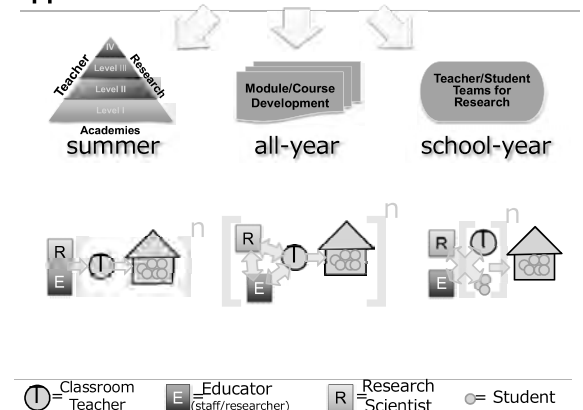 IV
Level III
Level II
Level I
Teacher
Research
Academies
summer
Module/Course
Development
all-year
Teacher/Student
Teams for
Research
school-year
R
E
T
n
R
E
T
n
R
E
T
n
T =Classroom
Teacher
E =Educator
(staff/researcher)
R =Research
Scientist
= Student